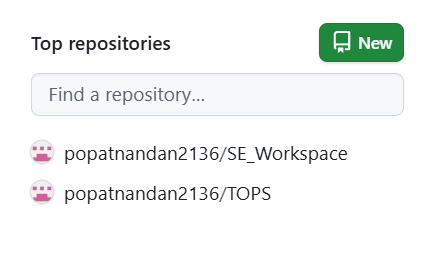 Top repositories
New
Find a repository...
popatnandan2136/SE_Workspace
popatnandan2136/TOPS